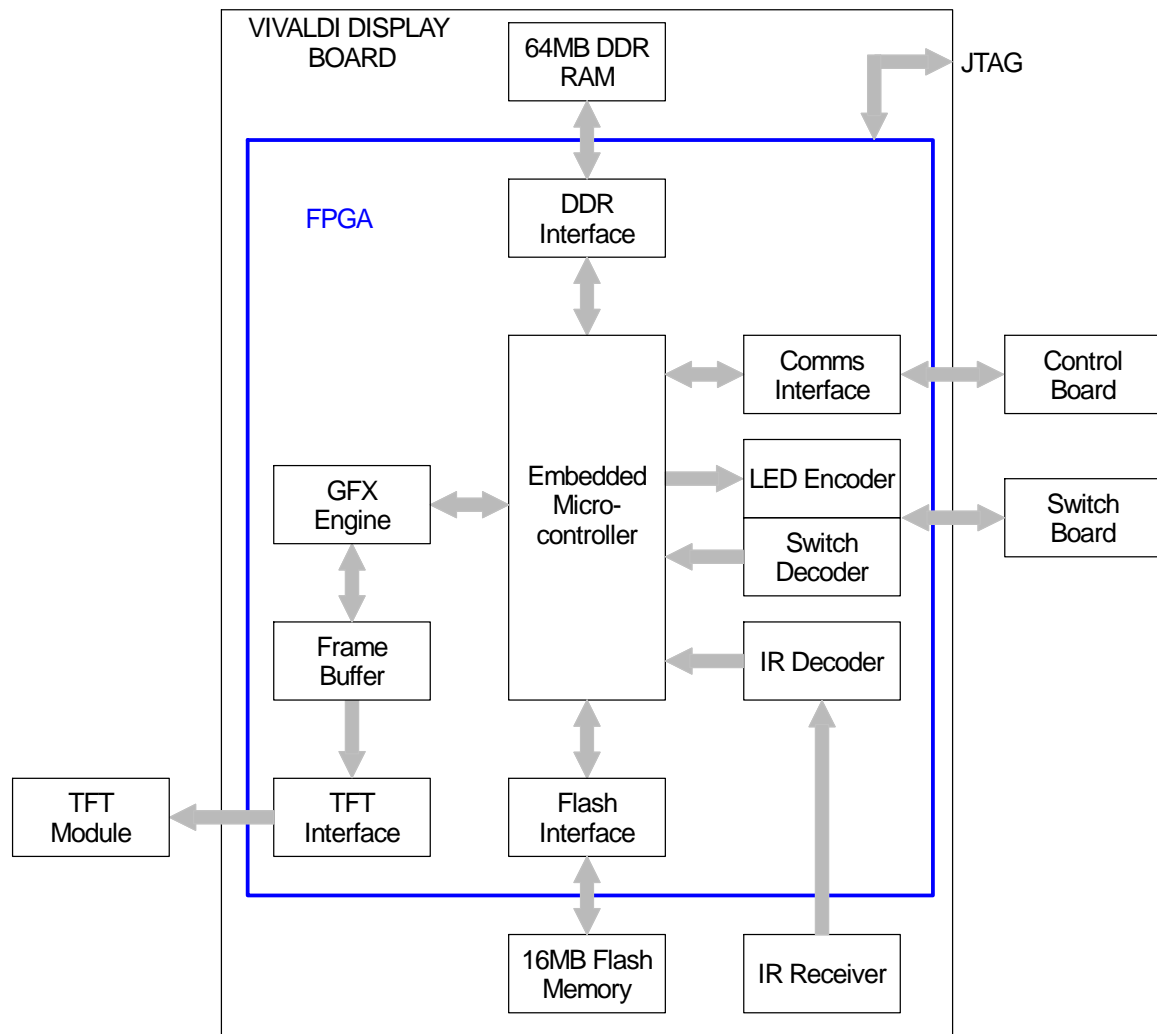 VIVALDI DISPLAY
BOARD
64MB DDR
RAM
JTAG
FPGA
DDR
Interface
Comms
Interface
Control
Board
Embedded
Micro-
controller
LED Encoder
GFX
Engine
Switch
Board
Switch
Decoder
Frame
Buffer
IR Decoder
TFT
Module
TFT
Interface
Flash
Interface
16MB Flash
Memory
IR Receiver